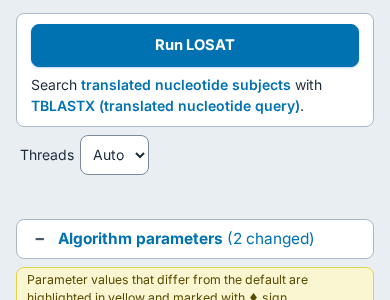 Run LOSAT
Search translated nucleotide subjects with
TBLASTX (translated nucleotide query).
Threads Auto
− Algorithm parameters (2 changed)
Parameter values that differ from the default are
highlighted in yellow and marked with ♦ sign